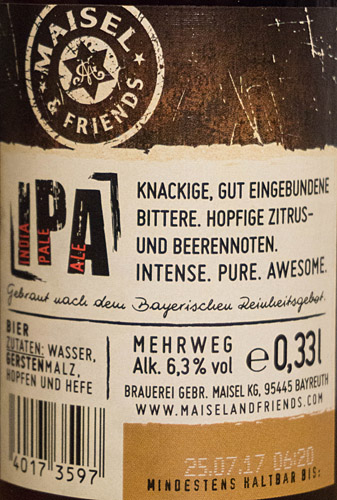 MAISEL
& FRIENDS
IPA
INDIA
PALE
ALE
KNACKIGE, GUT EINGEBUNDENE
BITTERE. HOPFIGE ZITRUS-
UND BEERENNOTEN.
INTENSE. PURE. AWESOME.
Gebraut nach dem Bayerischen Reinheitsgebot.
BIER
ZUTATEN: WASSER,
GERSTENMALZ,
HOPFEN UND HEFE
MEHRWEG
Alk. 6,3% vol ℮ 0,33l
BRAUEREI GEBR. MAISEL KG, 95445 BAYREUTH
WWW.MAISELANDFRIENDS.COM
4017 3597
25.07.17 06:20
MINDESTENS HALTBAR BIS: